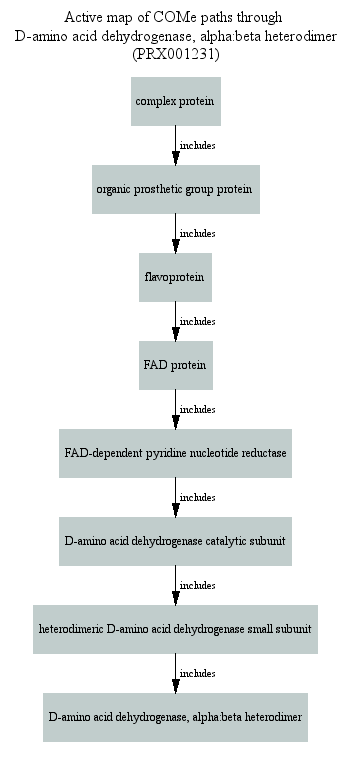 Active map of COMe paths through
D-amino acid dehydrogenase, alpha:beta heterodimer
(PRX001231)
complex protein
includes
organic prosthetic group protein
includes
flavoprotein
includes
FAD protein
includes
FAD-dependent pyridine nucleotide reductase
includes
D-amino acid dehydrogenase catalytic subunit
includes
heterodimeric D-amino acid dehydrogenase small subunit
includes
D-amino acid dehydrogenase, alpha:beta heterodimer